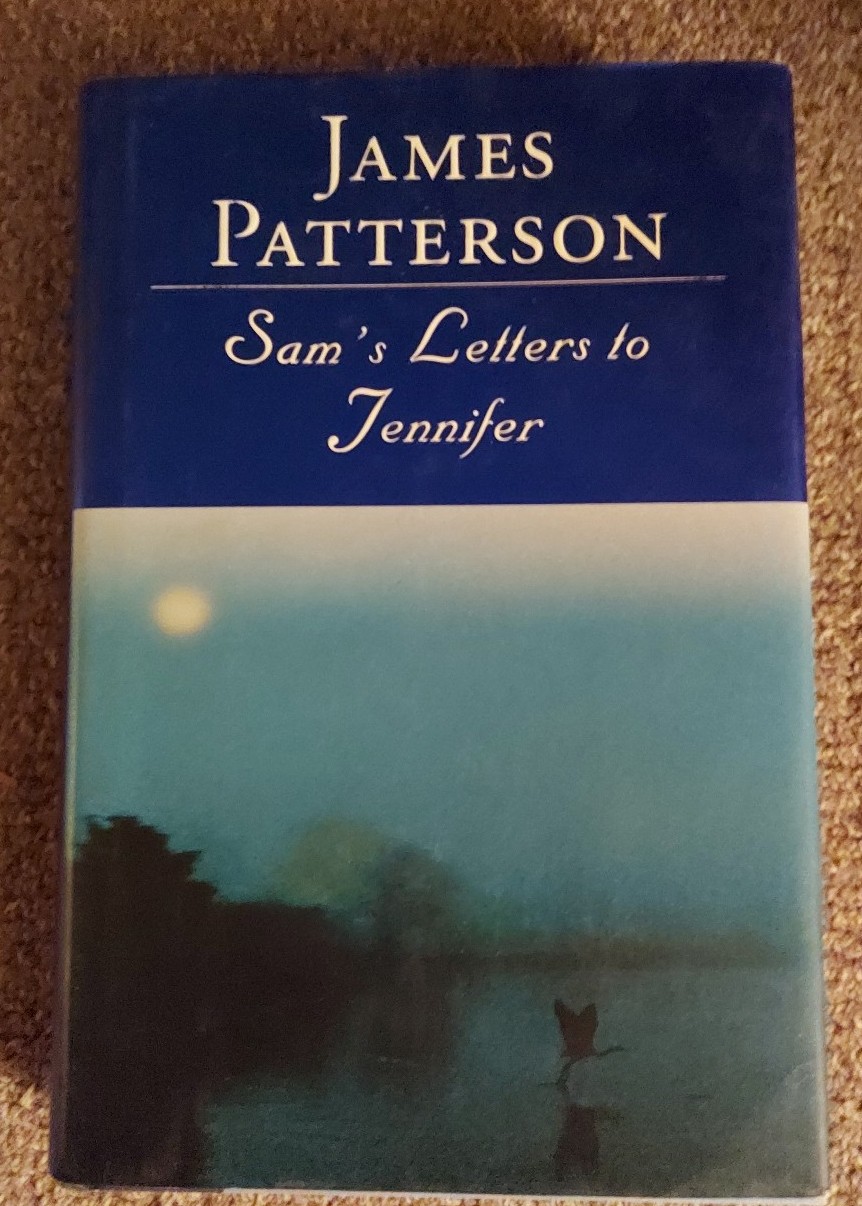 JAMES
PATTERSON
Sam's Letters to
Jennifer